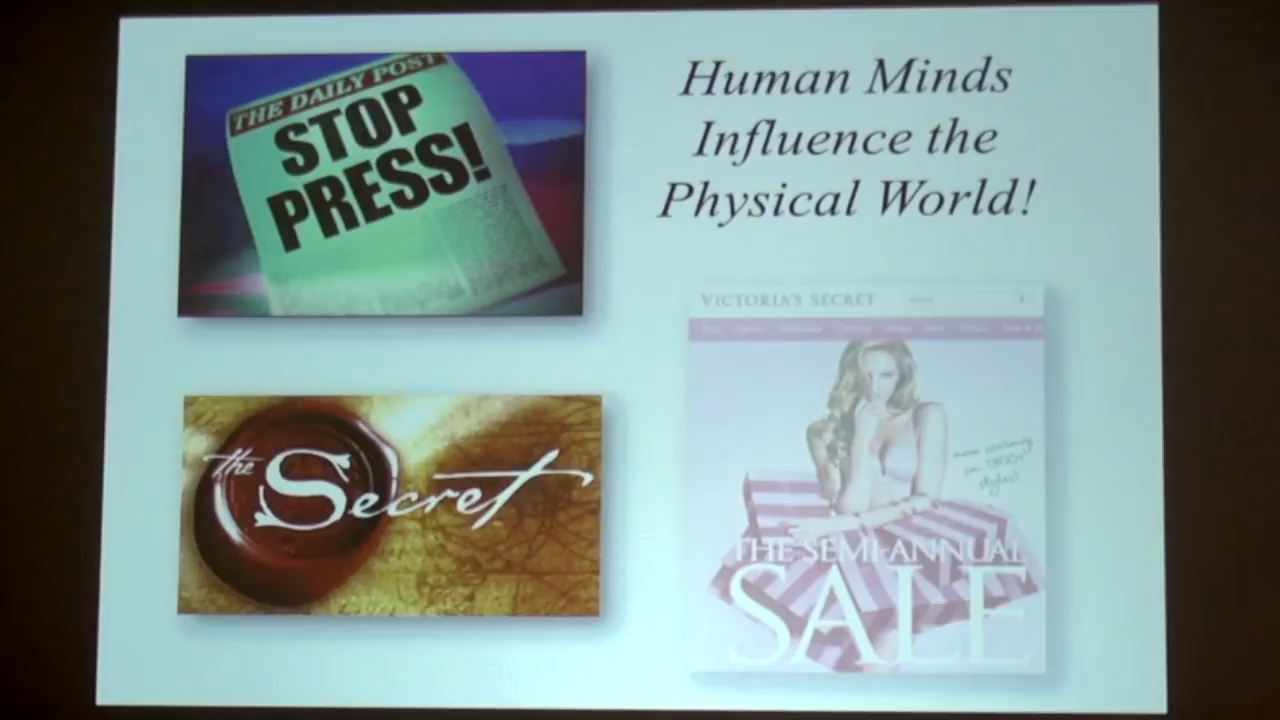 THE DAILY POST
STOP
PRESS!
Human Minds
Influence the
Physical World!
the Secret
VICTORIA'S SECRET
THE SEMI-ANNUAL
SALE